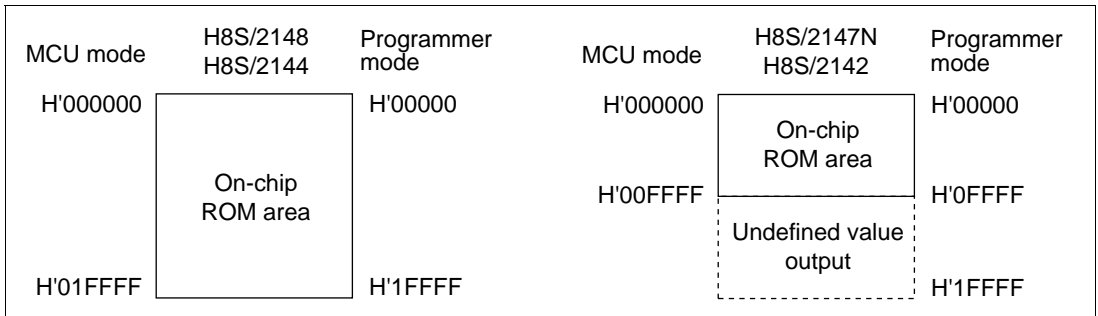 MCU mode
H8S/2148
H8S/2144
Programmer
mode
H'000000
H'00000
On-chip
ROM area
H'01FFFF
H'1FFFF
MCU mode
H8S/2147N
H8S/2142
Programmer
mode
H'000000
H'00000
On-chip
ROM area
H'00FFFF
H'0FFFF
Undefined value
output
H'1FFFF